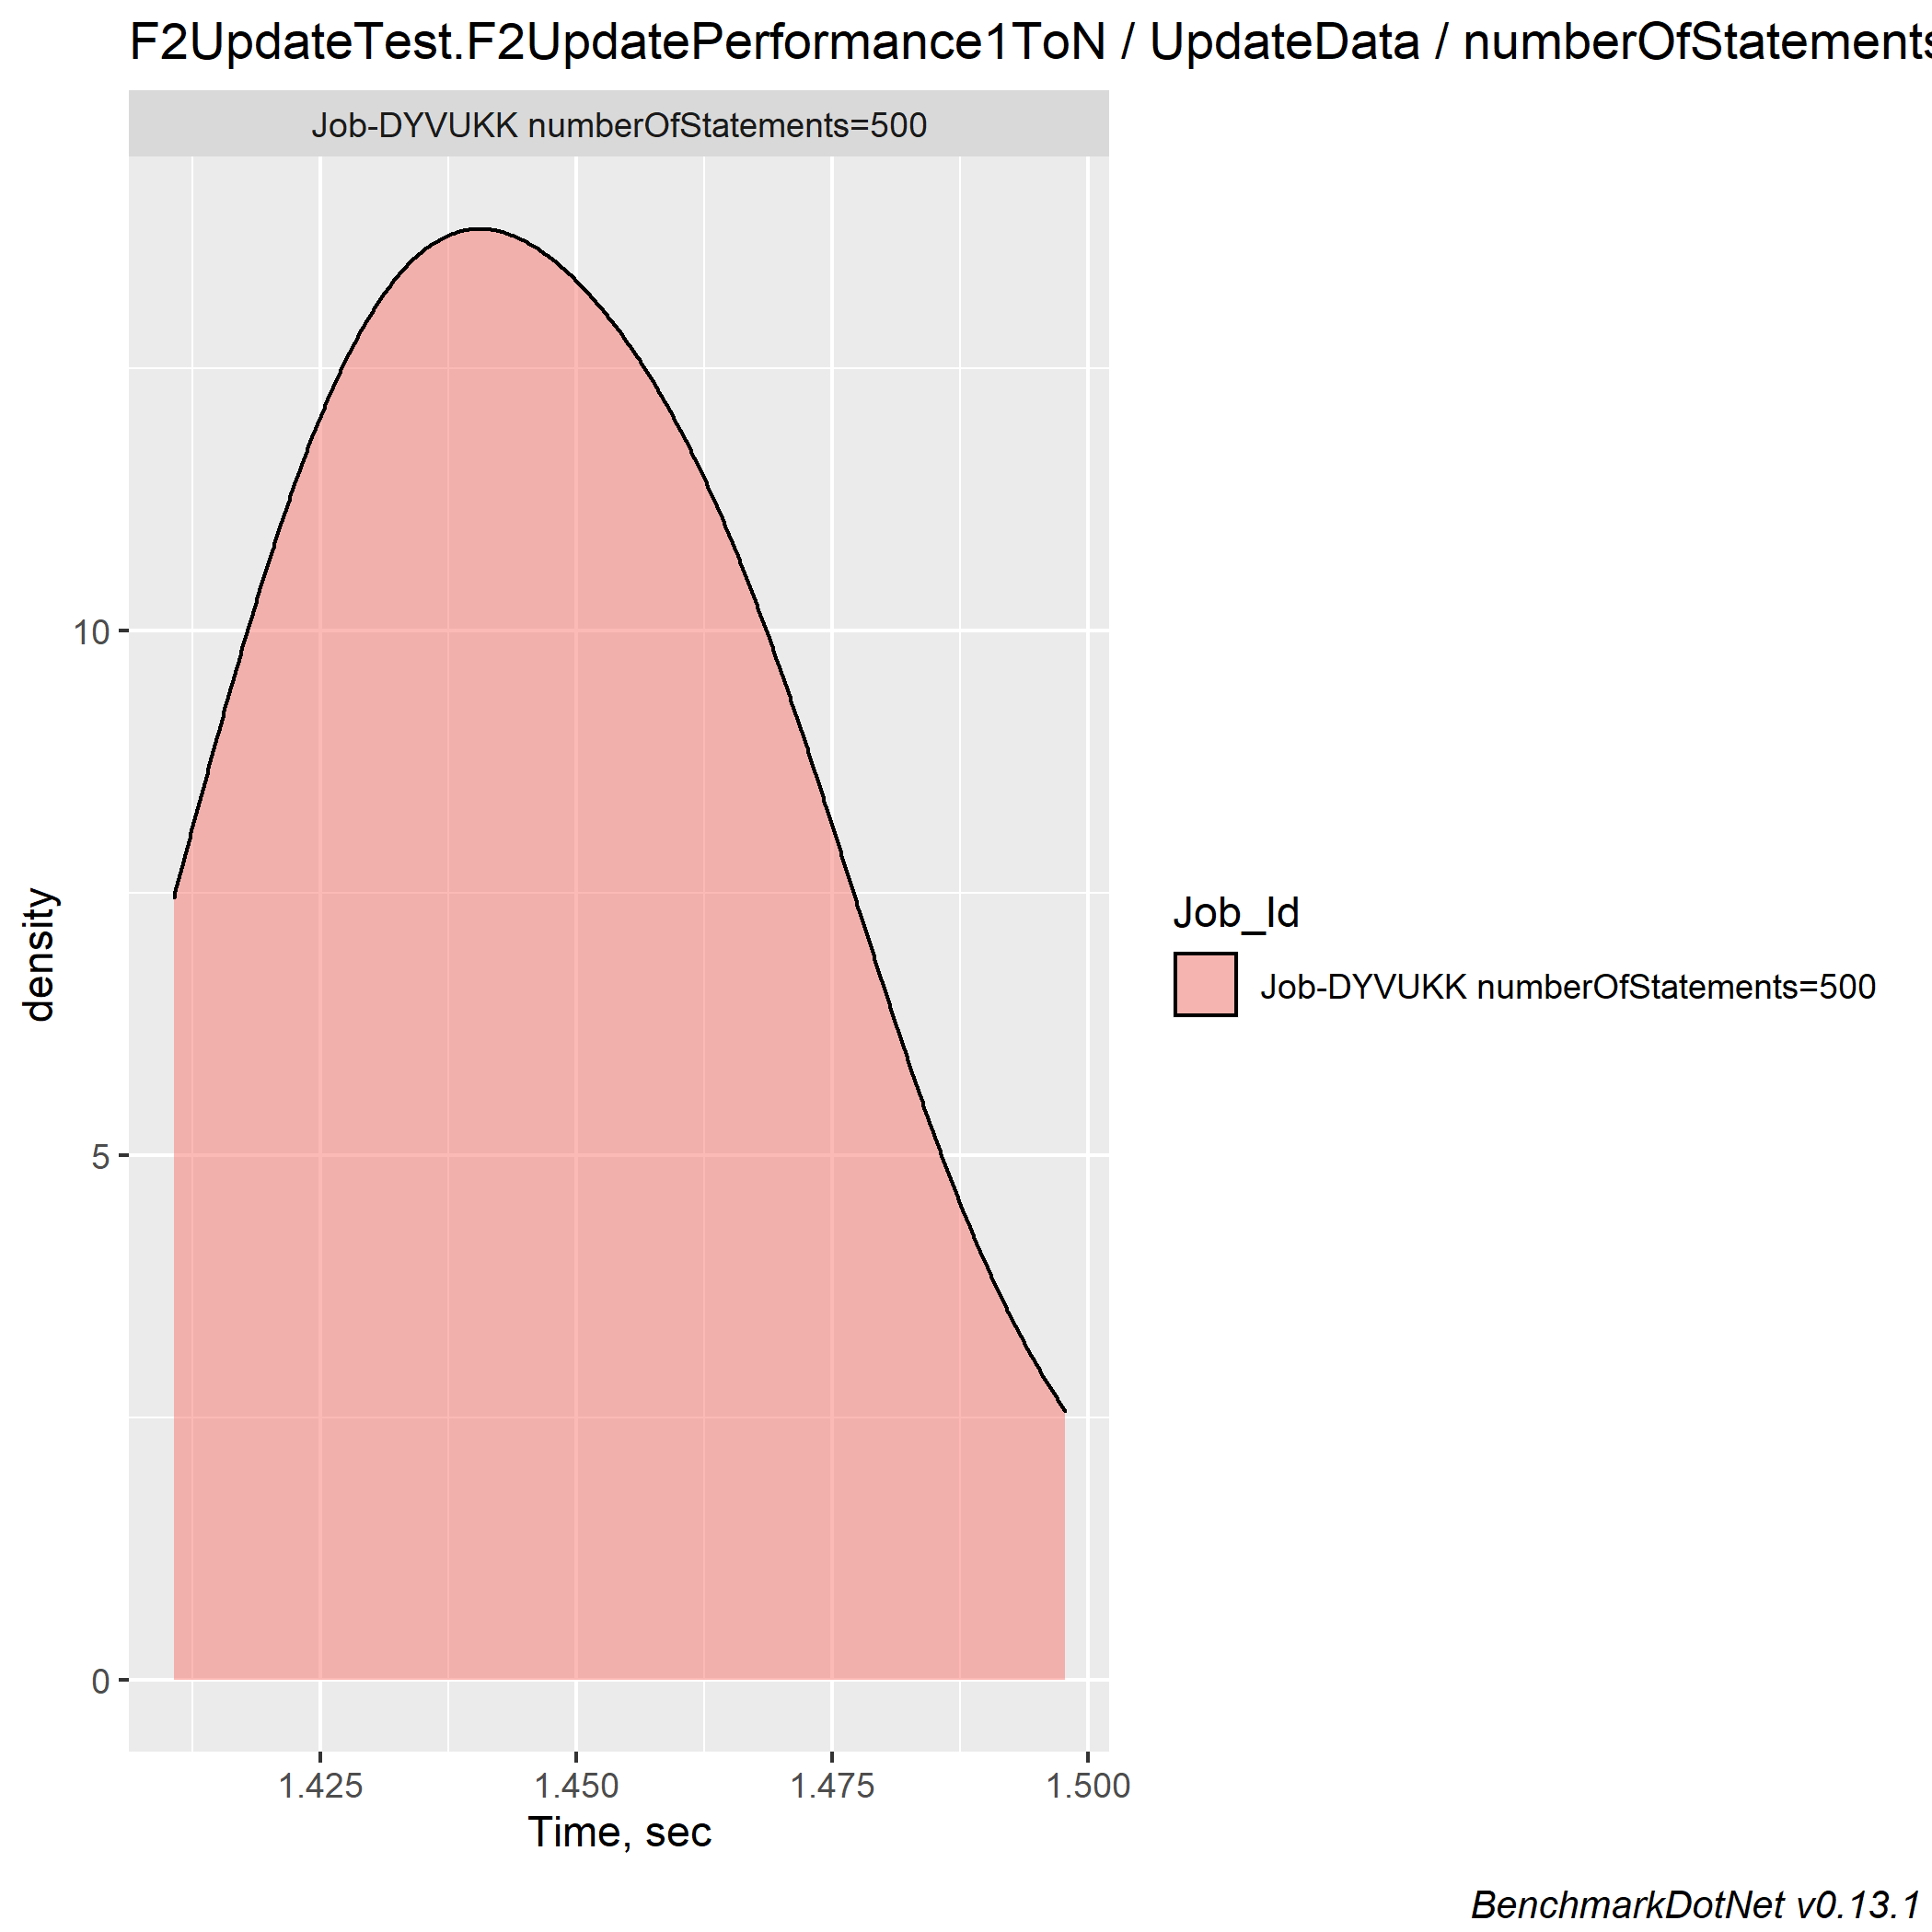 F2UpdateTest.F2UpdatePerformance1ToN / UpdateData / numberOfStatements
Job-DYVUKK numberOfStatements=500
10
5
0
density
1.425 1.450 1.475 1.500
Time, sec
Job_Id
Job-DYVUKK numberOfStatements=500
BenchmarkDotNet v0.13.1